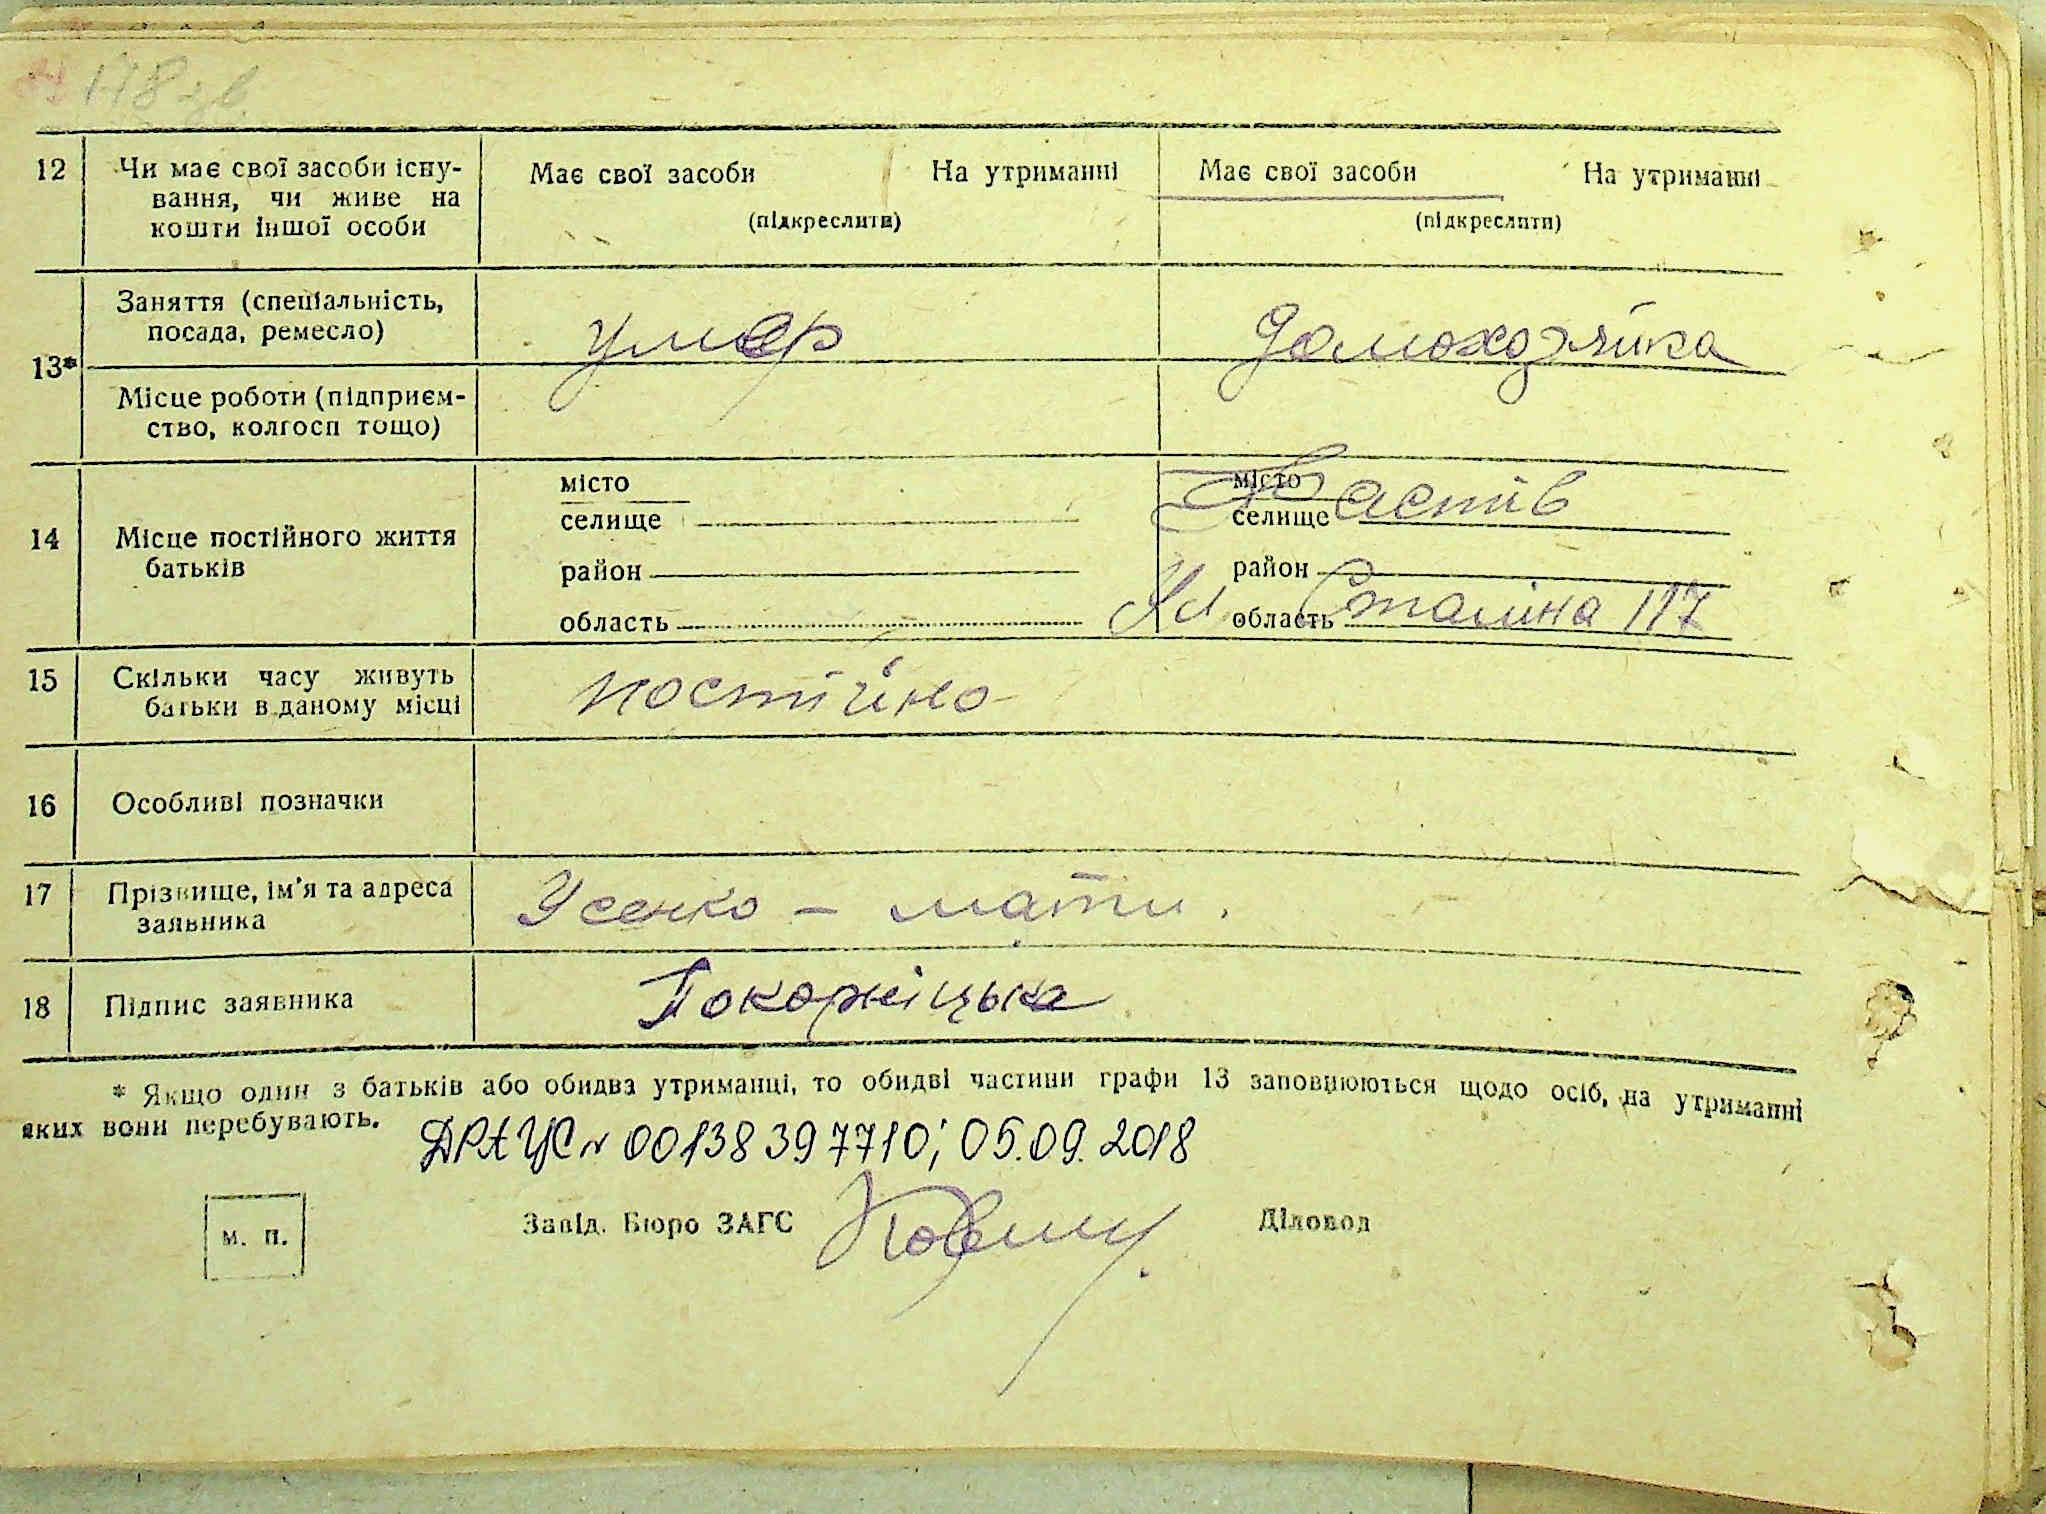 118 зв.
12 Чи має свої засоби існу- Має свої засоби На утриманні Має свої засоби На утриманні
вання, чи живе на (підкреслити) (підкреслити)
кошти іншої особи
13* Заняття (спеціальність, умер домохозяйка
посада, ремесло)
Місце роботи (підприєм-
ство, колгосп тощо)
14 Місце постійного життя місто місто
батьків селище селище Фастів
район район
область область Сталіна 117
15 Скільки часу живуть постійно
батьки в даному місці
16 Особливі позначки
17 Прізвище, ім'я та адреса Усенко – мати.
заявника
18 Підпис заявника Покорніцька
* Якщо один з батьків або обидва утриманці, то обидві частини графи 13 заповнюються щодо осіб, на утриманні
яких вони перебувають.
ДРАЦС № 00138397710; 05.09.2018
м. п. Завід. Бюро ЗАГС Діловод